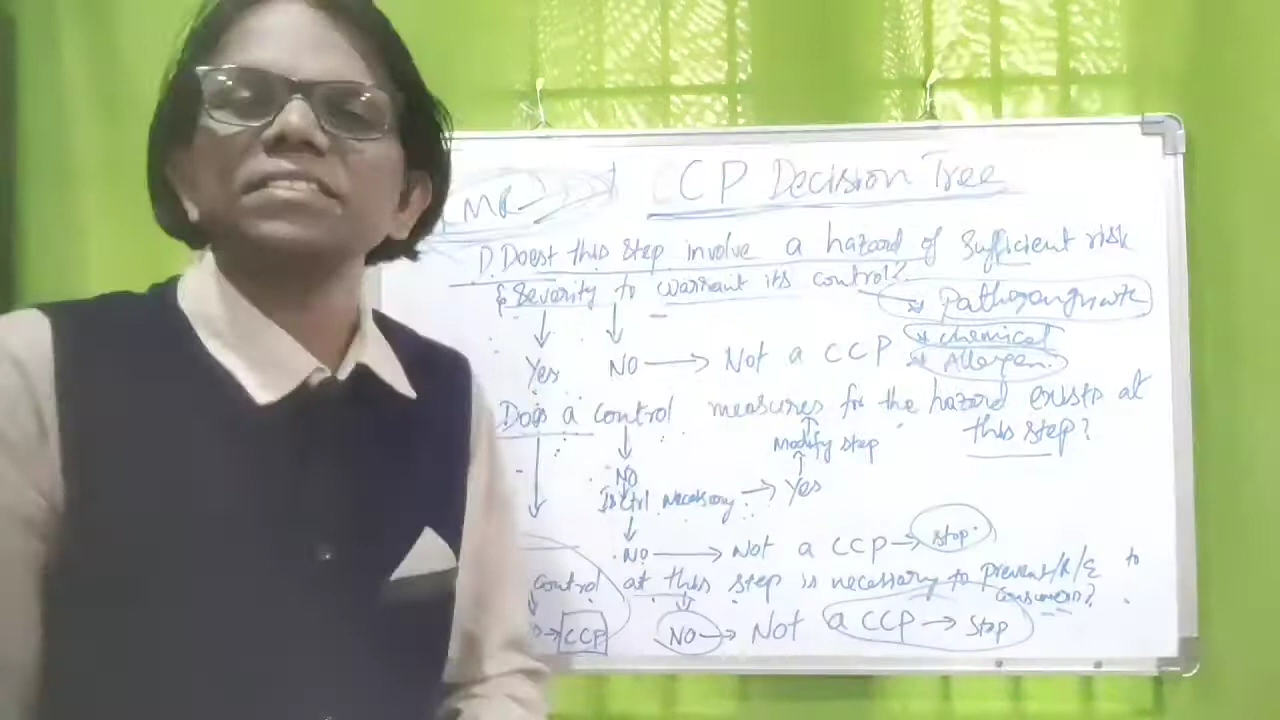 CCP Decision Tree
MR
D. Doest this step involve a hazard of sufficient risk
& Severity to warrant its control?
→ Pathogen growth
→ chemical
→ Allergen.
Yes NO → Not a CCP
Does a control measures for the hazard exists at
this step?
Modify step
NO
Is Ctrl necessary → Yes
NO → Not a CCP → Stop.
control at this step is necessary to prevent/R/E to
consumers?
→ CCP NO → Not a CCP → Stop